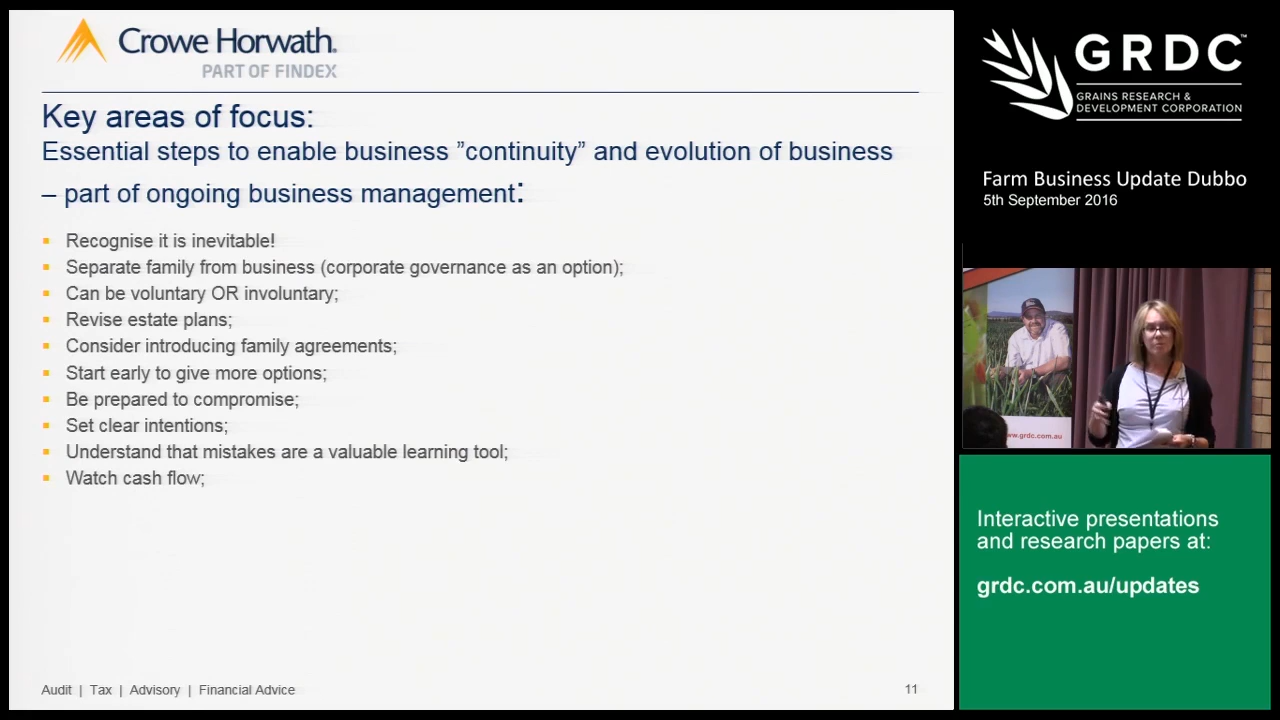 Crowe Horwath.
PART OF FINDEX
Key areas of focus:
Essential steps to enable business ”continuity” and evolution of business
– part of ongoing business management:
Recognise it is inevitable!
Separate family from business (corporate governance as an option);
Can be voluntary OR involuntary;
Revise estate plans;
Consider introducing family agreements;
Start early to give more options;
Be prepared to compromise;
Set clear intentions;
Understand that mistakes are a valuable learning tool;
Watch cash flow;
Audit | Tax | Advisory | Financial Advice
11
GRDC™
GRAINS RESEARCH &
DEVELOPMENT CORPORATION
Farm Business Update Dubbo
5th September 2016
www.grdc.com.au
Interactive presentations
and research papers at:
grdc.com.au/updates